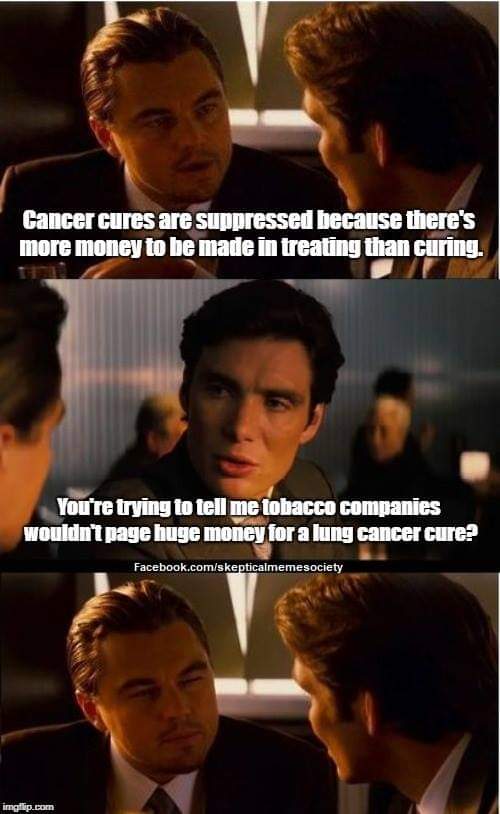 Cancer cures are suppressed because there's
more money to be made in treating than curing.
You're trying to tell me tobacco companies
wouldn't page huge money for a lung cancer cure?
Facebook.com/skepticalmemesociety
imgflip.com